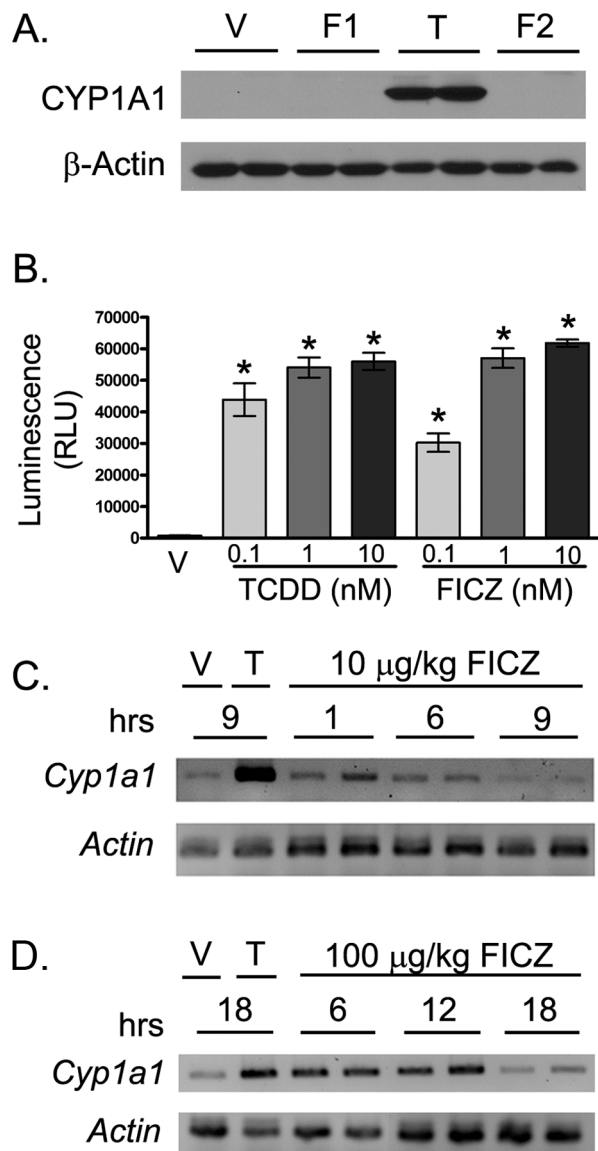 A.
V F1 T F2
CYP1A1
β-Actin
B.
Luminescence
(RLU)
70000
60000
50000
40000
30000
20000
10000
0
* * * * * *
V 0.1 1 10 0.1 1 10
TCDD (nM) FICZ (nM)
C.
V T 10 µg/kg FICZ
hrs 9 1 6 9
Cyp1a1
Actin
D.
V T 100 µg/kg FICZ
hrs 18 6 12 18
Cyp1a1
Actin